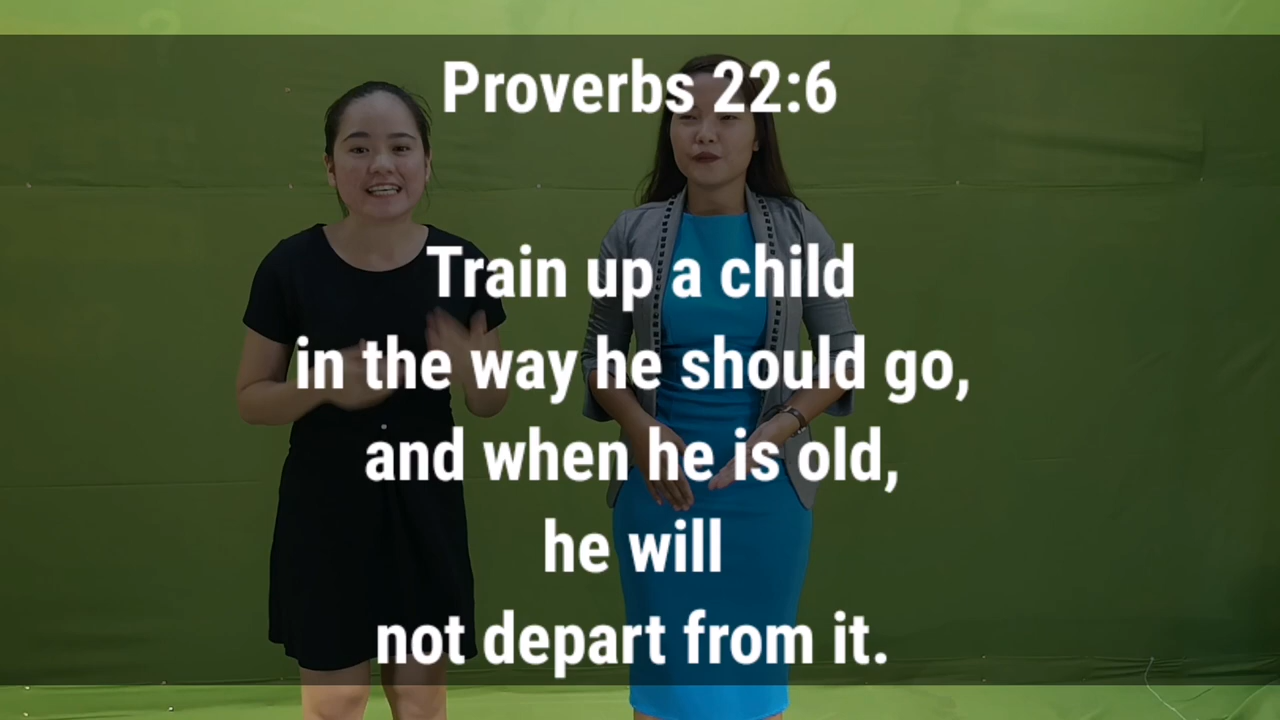 Proverbs 22:6
Train up a child
in the way he should go,
and when he is old,
he will
not depart from it.